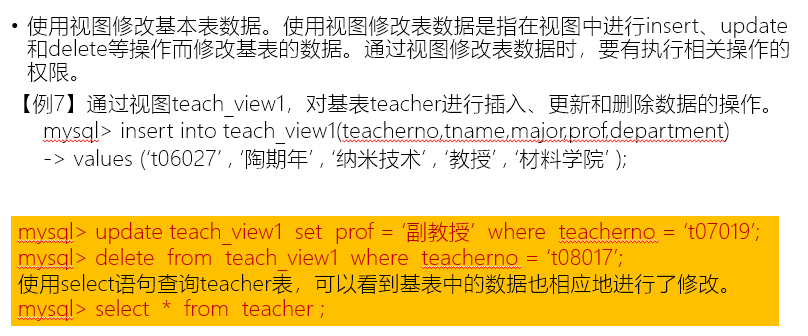 • 使用视图修改基本表数据。使用视图修改表数据是指在视图中进行insert、update
和delete等操作而修改基表的数据。通过视图修改表数据时，要有执行相关操作的
权限。
【例7】通过视图teach_view1，对基表teacher进行插入、更新和删除数据的操作。
mysql> insert into teach_view1(teacherno,tname,major,prof,department)
-> values (‘t06027’ , ‘陶期年’ , ‘纳米技术’ , ‘教授’ , ‘材料学院’ );
mysql> update teach_view1 set prof = ‘副教授’ where teacherno = ‘t07019’;
mysql> delete from teach_view1 where teacherno = ‘t08017’;
使用select语句查询teacher表，可以看到基表中的数据也相应地进行了修改。
mysql> select * from teacher ;